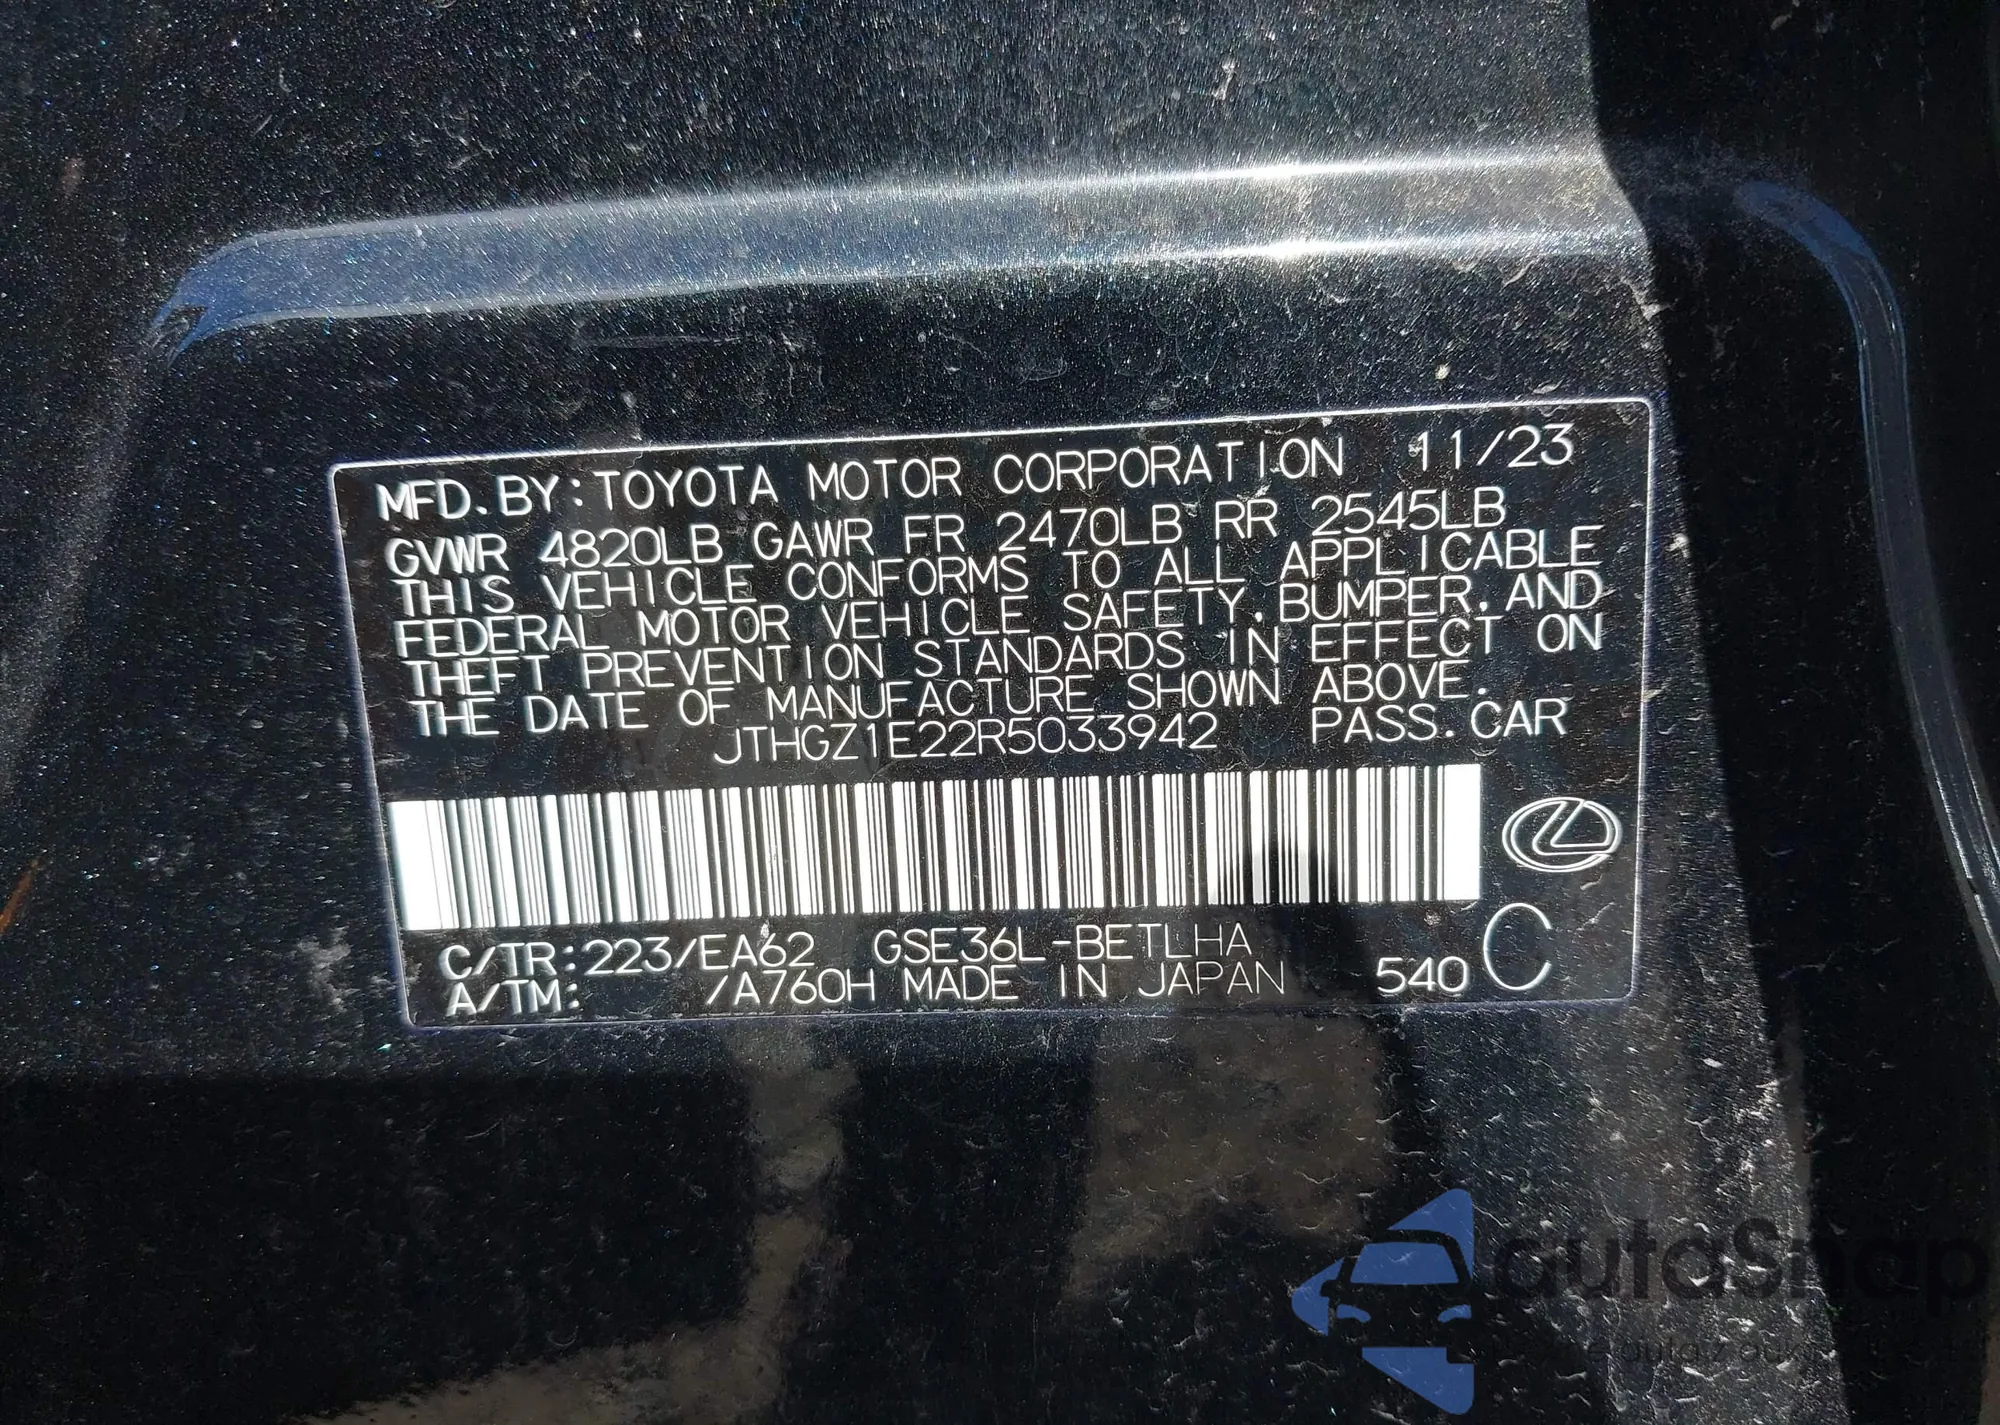 MFD. BY: TOYOTA MOTOR CORPORATION 11/23
GVWR 4820LB GAWR FR 2470LB RR 2545LB
THIS VEHICLE CONFORMS TO ALL APPLICABLE
FEDERAL MOTOR VEHICLE SAFETY, BUMPER, AND
THEFT PREVENTION STANDARDS IN EFFECT ON
THE DATE OF MANUFACTURE SHOWN ABOVE.
JTHGZ1E22R5033942 PASS. CAR
C/TR: 223/EA62 GSE36L-BETLHA
A/TM: /A760H MADE IN JAPAN 540 C
autaSnap